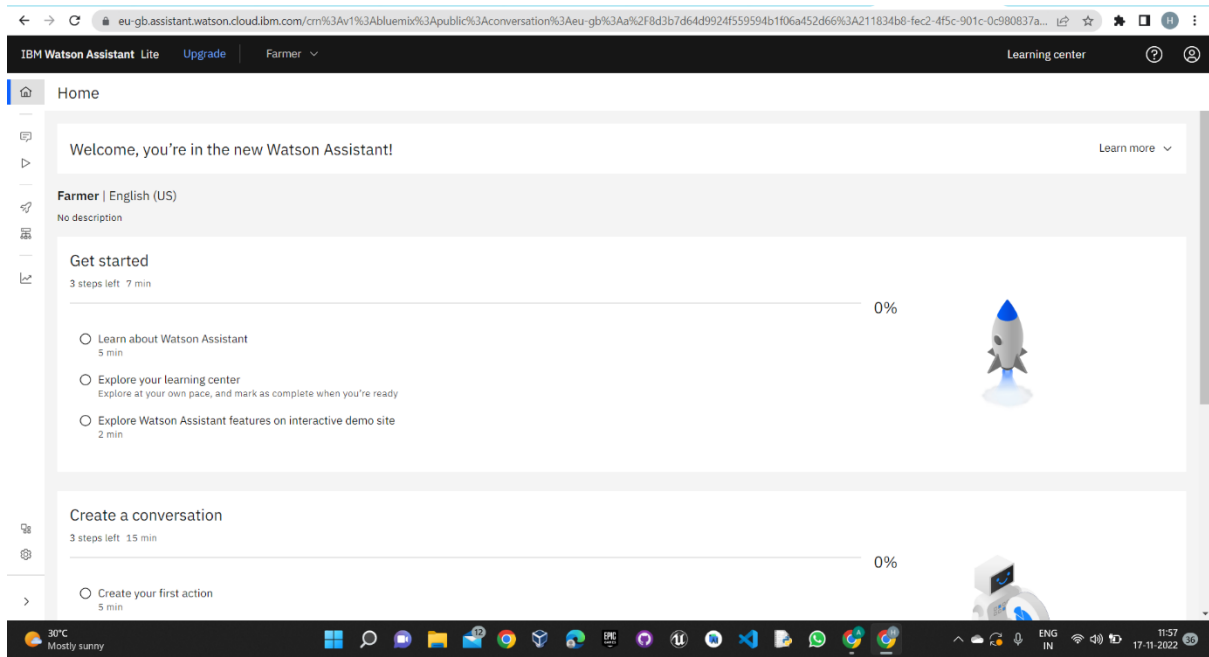 eu-gb.assistant.watson.cloud.ibm.com/crn%3Av1%3Abluemix%3Apublic%3Aconversation%3Aeu-gb%3Aa%2F8d3b7d64d9924f559594b1f06a452d66%3A211834b8-fec2-4f5c-901c-0c980837a...
H
IBM Watson Assistant Lite Upgrade Farmer Learning center
Home
Welcome, you're in the new Watson Assistant! Learn more
Farmer | English (US)
No description
Get started
3 steps left 7 min
0%
Learn about Watson Assistant
5 min
Explore your learning center
Explore at your own pace, and mark as complete when you're ready
Explore Watson Assistant features on interactive demo site
2 min
Create a conversation
3 steps left 15 min
0%
Create your first action
5 min
30°C
Mostly sunny
12
EPIC
GAMES
A
H
ENG
IN
11:57
17-11-2022
36